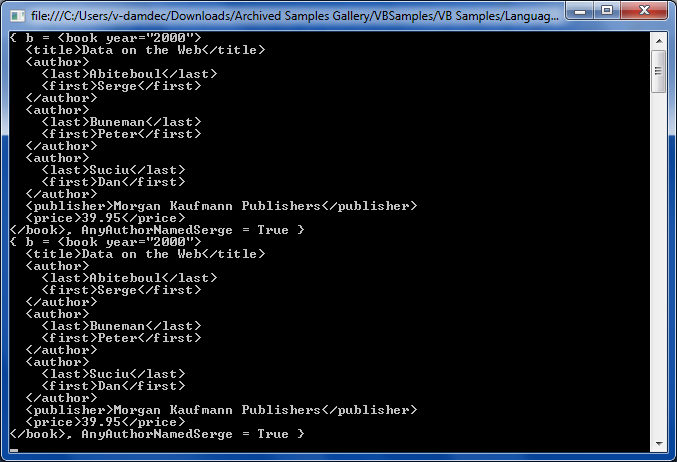 file:///C:/Users/v-damdec/Downloads/Archived Samples Gallery/VBSamples/VB Samples/Languag...
{ b = <book year="2000">
  <title>Data on the Web</title>
  <author>
    <last>Abiteboul</last>
    <first>Serge</first>
  </author>
  <author>
    <last>Buneman</last>
    <first>Peter</first>
  </author>
  <author>
    <last>Suciu</last>
    <first>Dan</first>
  </author>
  <publisher>Morgan Kaufmann Publishers</publisher>
  <price>39.95</price>
</book>, AnyAuthorNamedSerge = True }
{ b = <book year="2000">
  <title>Data on the Web</title>
  <author>
    <last>Abiteboul</last>
    <first>Serge</first>
  </author>
  <author>
    <last>Buneman</last>
    <first>Peter</first>
  </author>
  <author>
    <last>Suciu</last>
    <first>Dan</first>
  </author>
  <publisher>Morgan Kaufmann Publishers</publisher>
  <price>39.95</price>
</book>, AnyAuthorNamedSerge = True }